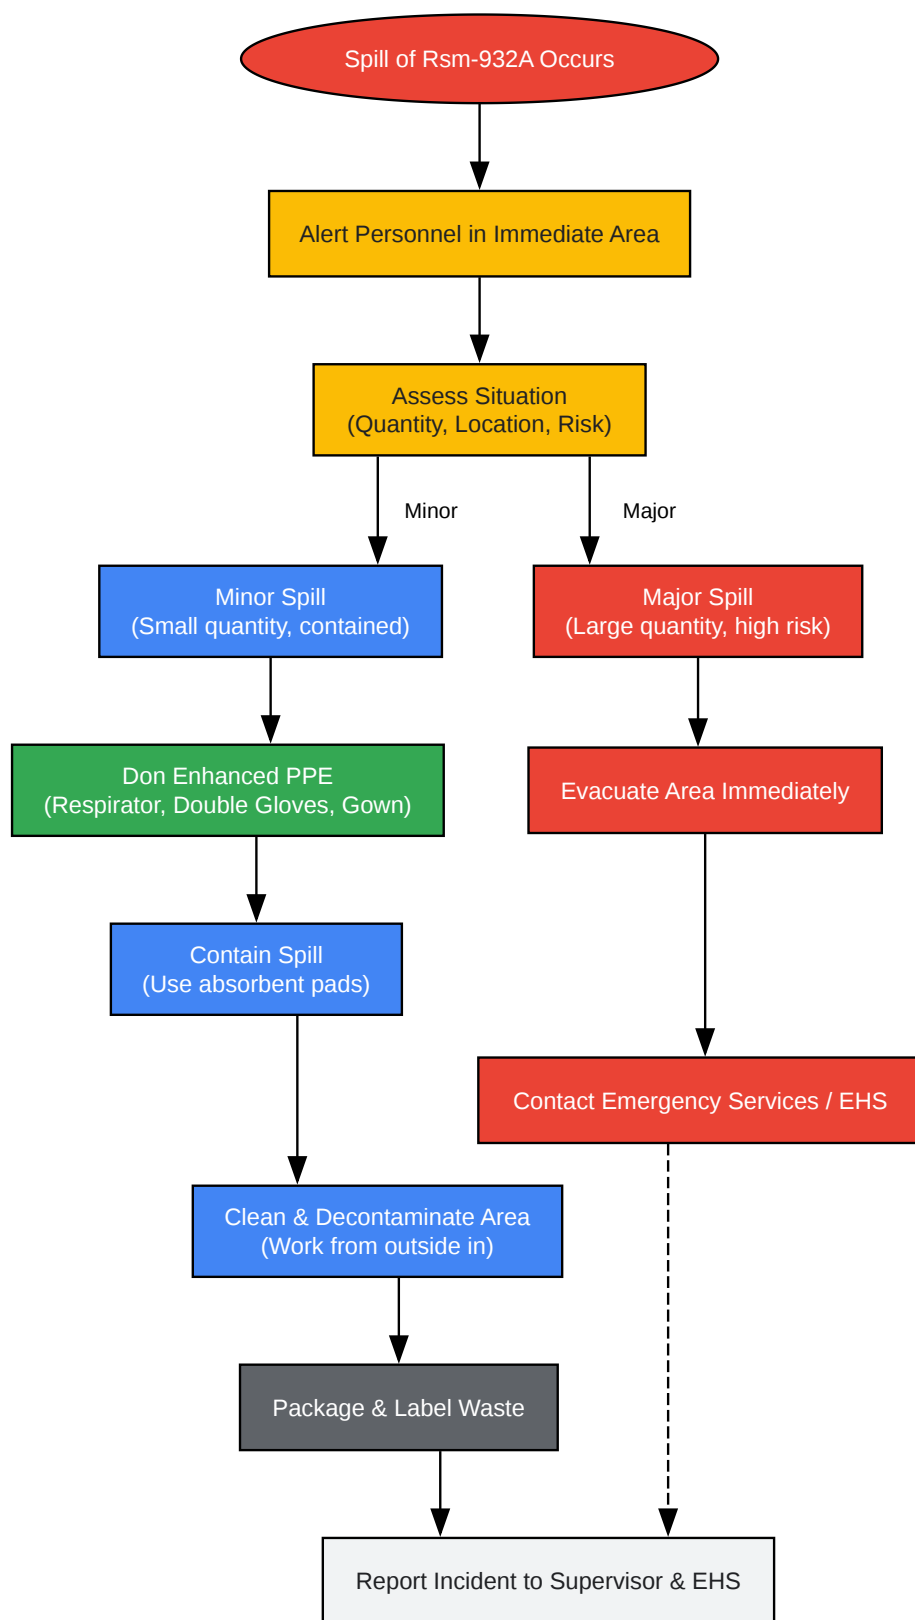 Spill of Rsm-932A Occurs
Alert Personnel in Immediate Area
Assess Situation
(Quantity, Location, Risk)
Minor
Major
Minor Spill
(Small quantity, contained)
Major Spill
(Large quantity, high risk)
Don Enhanced PPE
(Respirator, Double Gloves, Gown)
Evacuate Area Immediately
Contain Spill
(Use absorbent pads)
Contact Emergency Services / EHS
Clean & Decontaminate Area
(Work from outside in)
Package & Label Waste
Report Incident to Supervisor & EHS